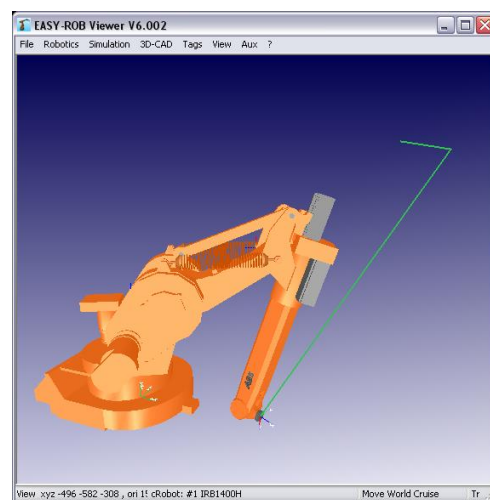 EASY-ROB Viewer V6.002
File Robotics Simulation 3D-CAD Tags View Aux ?
ABB
View xyz -496 -582 -308 , ori 1! cRobot: #1 IRB1400H Move World Cruise Tr